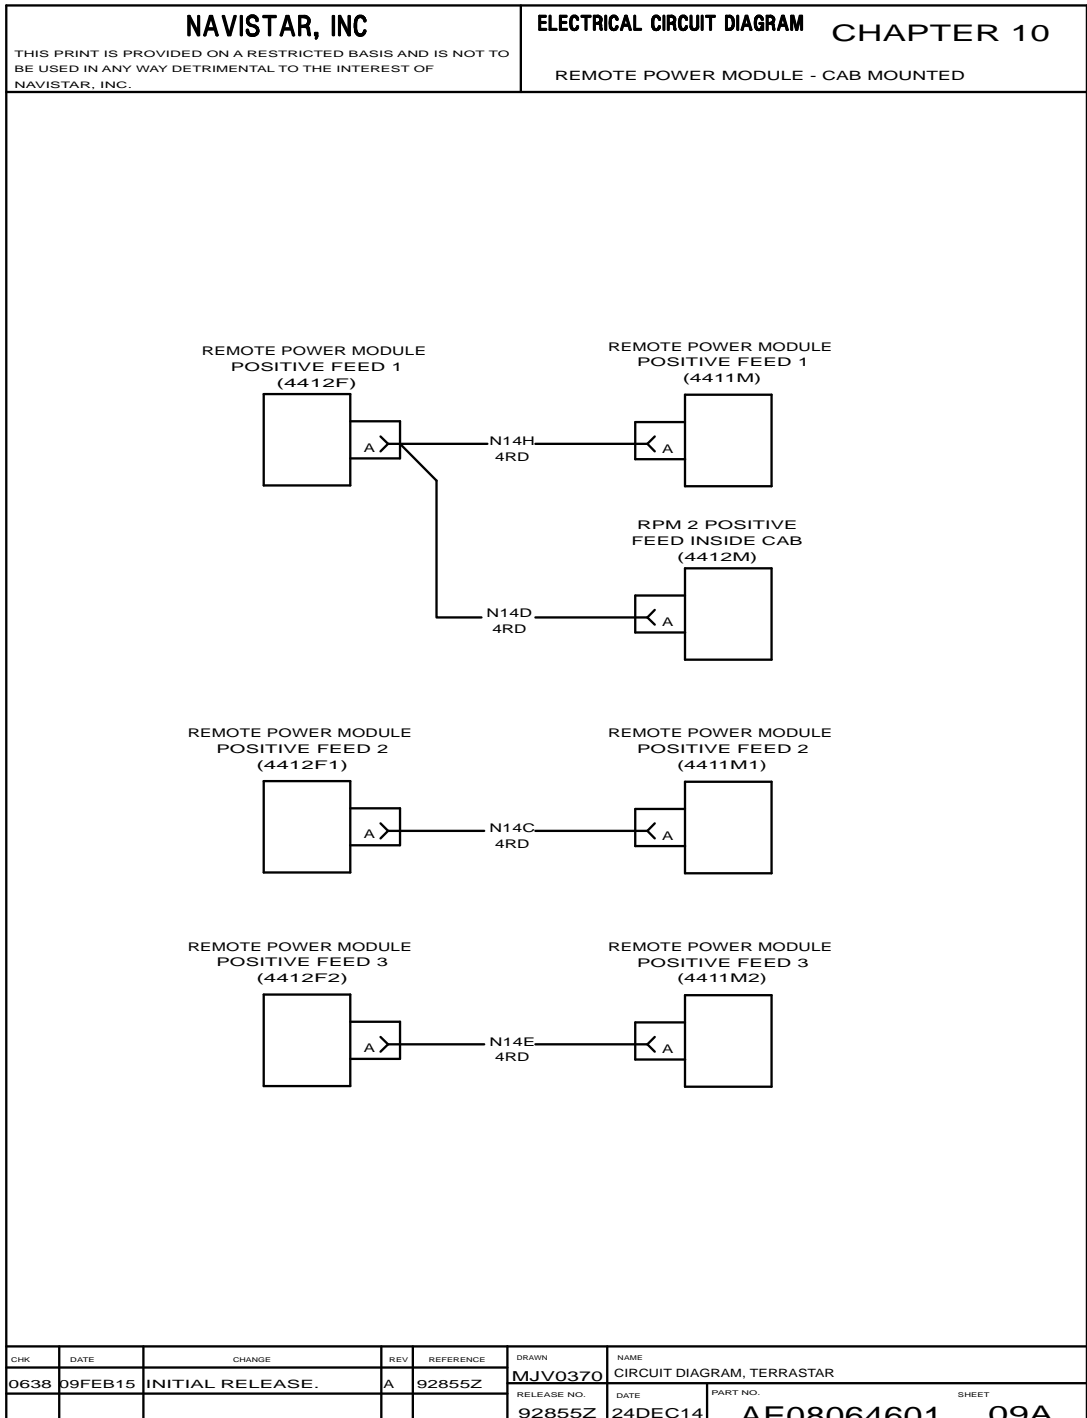 NAVISTAR, INC
THIS PRINT IS PROVIDED ON A RESTRICTED BASIS AND IS NOT TO
BE USED IN ANY WAY DETRIMENTAL TO THE INTEREST OF
NAVISTAR, INC.
ELECTRICAL CIRCUIT DIAGRAM CHAPTER 10
REMOTE POWER MODULE - CAB MOUNTED
REMOTE POWER MODULE
POSITIVE FEED 1
(4412F)
A
N14H
4RD
REMOTE POWER MODULE
POSITIVE FEED 1
(4411M)
A
RPM 2 POSITIVE
FEED INSIDE CAB
(4412M)
N14D
4RD
A
REMOTE POWER MODULE
POSITIVE FEED 2
(4412F1)
A
N14C
4RD
REMOTE POWER MODULE
POSITIVE FEED 2
(4411M1)
A
REMOTE POWER MODULE
POSITIVE FEED 3
(4412F2)
A
N14E
4RD
REMOTE POWER MODULE
POSITIVE FEED 3
(4411M2)
A
CHK DATE CHANGE REV REFERENCE
0638 09FEB15 INITIAL RELEASE. A 92855Z
DRAWN
MJV0370
NAME
CIRCUIT DIAGRAM, TERRASTAR
RELEASE NO.
92855Z
DATE
24DEC14
PART NO.
AE08064601
SHEET
09A